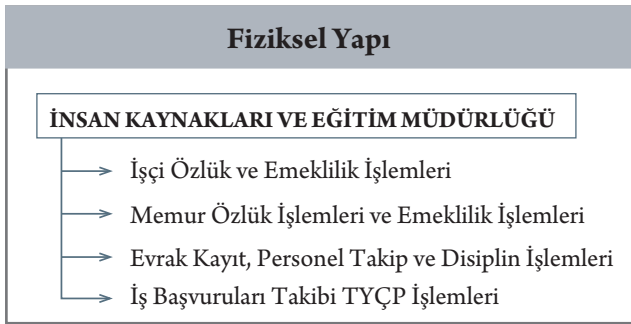 Fiziksel Yapı
İNSAN KAYNAKLARI VE EĞİTİM MÜDÜRLÜĞÜ
İşçi Özlük ve Emeklilik İşlemleri
Memur Özlük İşlemleri ve Emeklilik İşlemleri
Evrak Kayıt, Personel Takip ve Disiplin İşlemleri
İş Başvuruları Takibi TYÇP İşlemleri